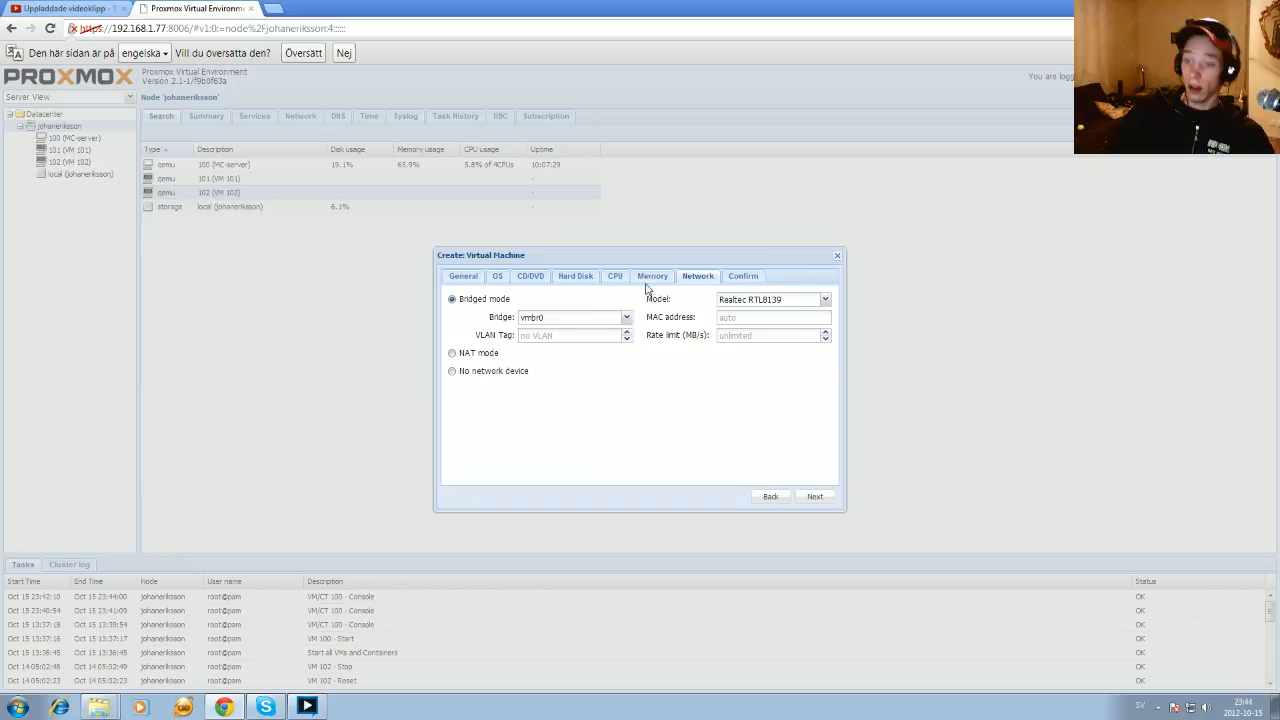 Uppladdade videoklipp - Y
Proxmox Virtual Environm
https://192.168.1.77:8006/#v1:0:=node%2Fjohaneriksson:4::::::
Den här sidan är på engelska Vill du översätta den? Översätt Nej
PROXMOX Proxmox Virtual Environment
Version 2.1-1/f9b0f63a
You are logg
Server View
Node 'johaneriksson'
Search Summary Services Network DNS Time Syslog Task History UBC Subscription
Datacenter
johaneriksson
100 (MC-server)
101 (VM 101)
102 (VM 102)
local (johaneriksson)
Type Description Disk usage Memory usage CPU usage Uptime
qemu 100 (MC-server) 19.1% 65.9% 5.8% of 4CPUs 10:07:29
qemu 101 (VM 101) -
qemu 102 (VM 102) -
storage local (johaneriksson) 6.1% -
Create: Virtual Machine
General OS CD/DVD Hard Disk CPU Memory Network Confirm
Bridged mode Model: Realtec RTL8139
Bridge: vmbr0 MAC address: auto
VLAN Tag: no VLAN Rate limit (MB/s): unlimited
NAT mode
No network device
Back Next
Tasks Cluster log
Start Time End Time Node User name Description Status
Oct 15 23:42:10 Oct 15 23:44:00 johaneriksson root@pam VM/CT 100 - Console OK
Oct 15 23:40:54 Oct 15 23:41:09 johaneriksson root@pam VM/CT 100 - Console OK
Oct 15 13:37:18 Oct 15 13:39:54 johaneriksson root@pam VM/CT 100 - Console OK
Oct 15 13:37:16 Oct 15 13:37:17 johaneriksson root@pam VM 100 - Start OK
Oct 15 13:36:45 Oct 15 13:36:45 johaneriksson root@pam Start all VMs and Containers OK
Oct 14 05:02:48 Oct 14 05:02:49 johaneriksson root@pam VM 102 - Stop OK
Oct 14 05:02:23 Oct 14 05:02:23 johaneriksson root@pam VM 102 - Reset OK
SV 23:44
2012-10-15